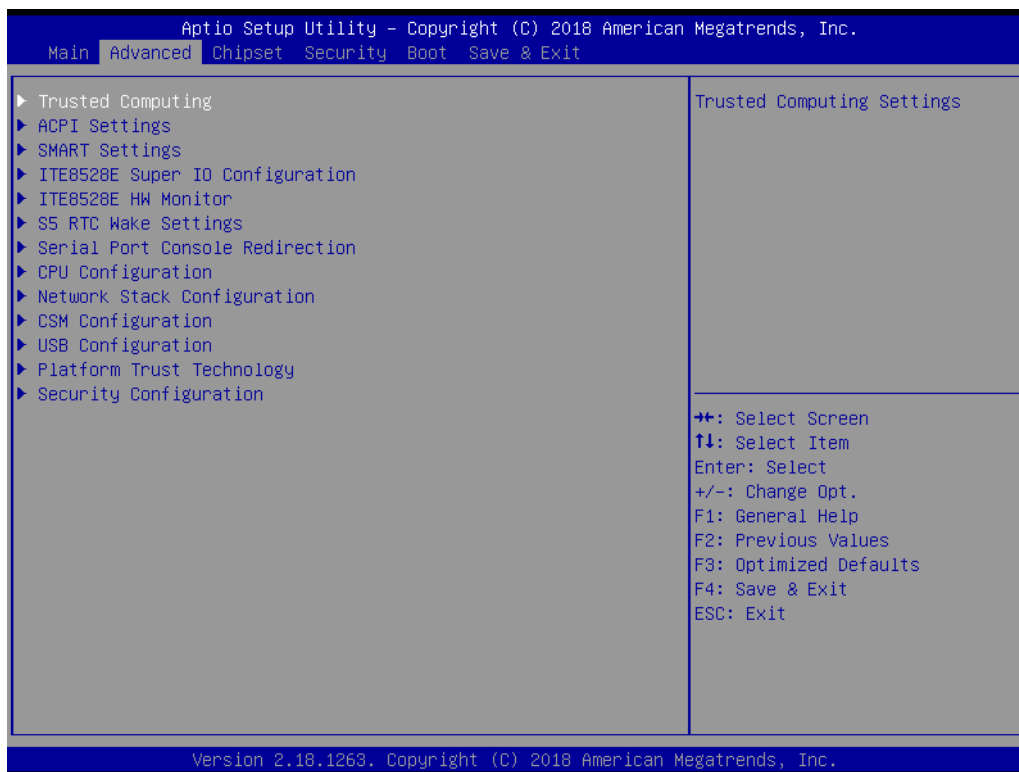 Aptio Setup Utility – Copyright (C) 2018 American Megatrends, Inc.
Main Advanced Chipset Security Boot Save & Exit
▶ Trusted Computing
▶ ACPI Settings
▶ SMART Settings
▶ ITE8528E Super IO Configuration
▶ ITE8528E HW Monitor
▶ S5 RTC Wake Settings
▶ Serial Port Console Redirection
▶ CPU Configuration
▶ Network Stack Configuration
▶ CSM Configuration
▶ USB Configuration
▶ Platform Trust Technology
▶ Security Configuration
Trusted Computing Settings
→←: Select Screen
↑↓: Select Item
Enter: Select
+/-: Change Opt.
F1: General Help
F2: Previous Values
F3: Optimized Defaults
F4: Save & Exit
ESC: Exit
Version 2.18.1263. Copyright (C) 2018 American Megatrends, Inc.